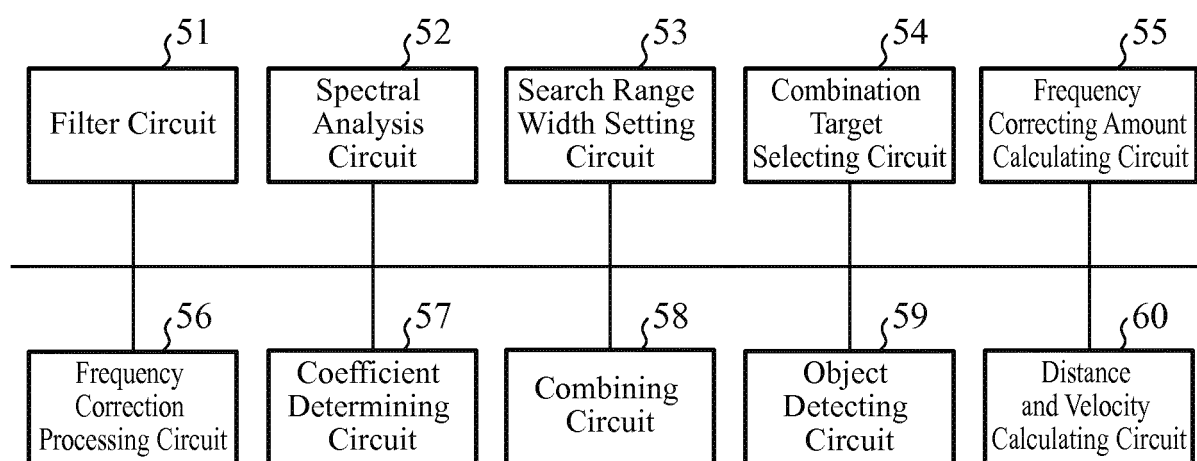 51
52
53
54
55
Filter Circuit
Spectral
Analysis
Circuit
Search Range
Width Setting
Circuit
Combination
Target
Selecting Circuit
Frequency
Correcting Amount
Calculating Circuit
56
57
58
59
60
Frequency
Correction
Processing Circuit
Coefficient
Determining
Circuit
Combining
Circuit
Object
Detecting
Circuit
Distance
and Velocity
Calculating Circuit